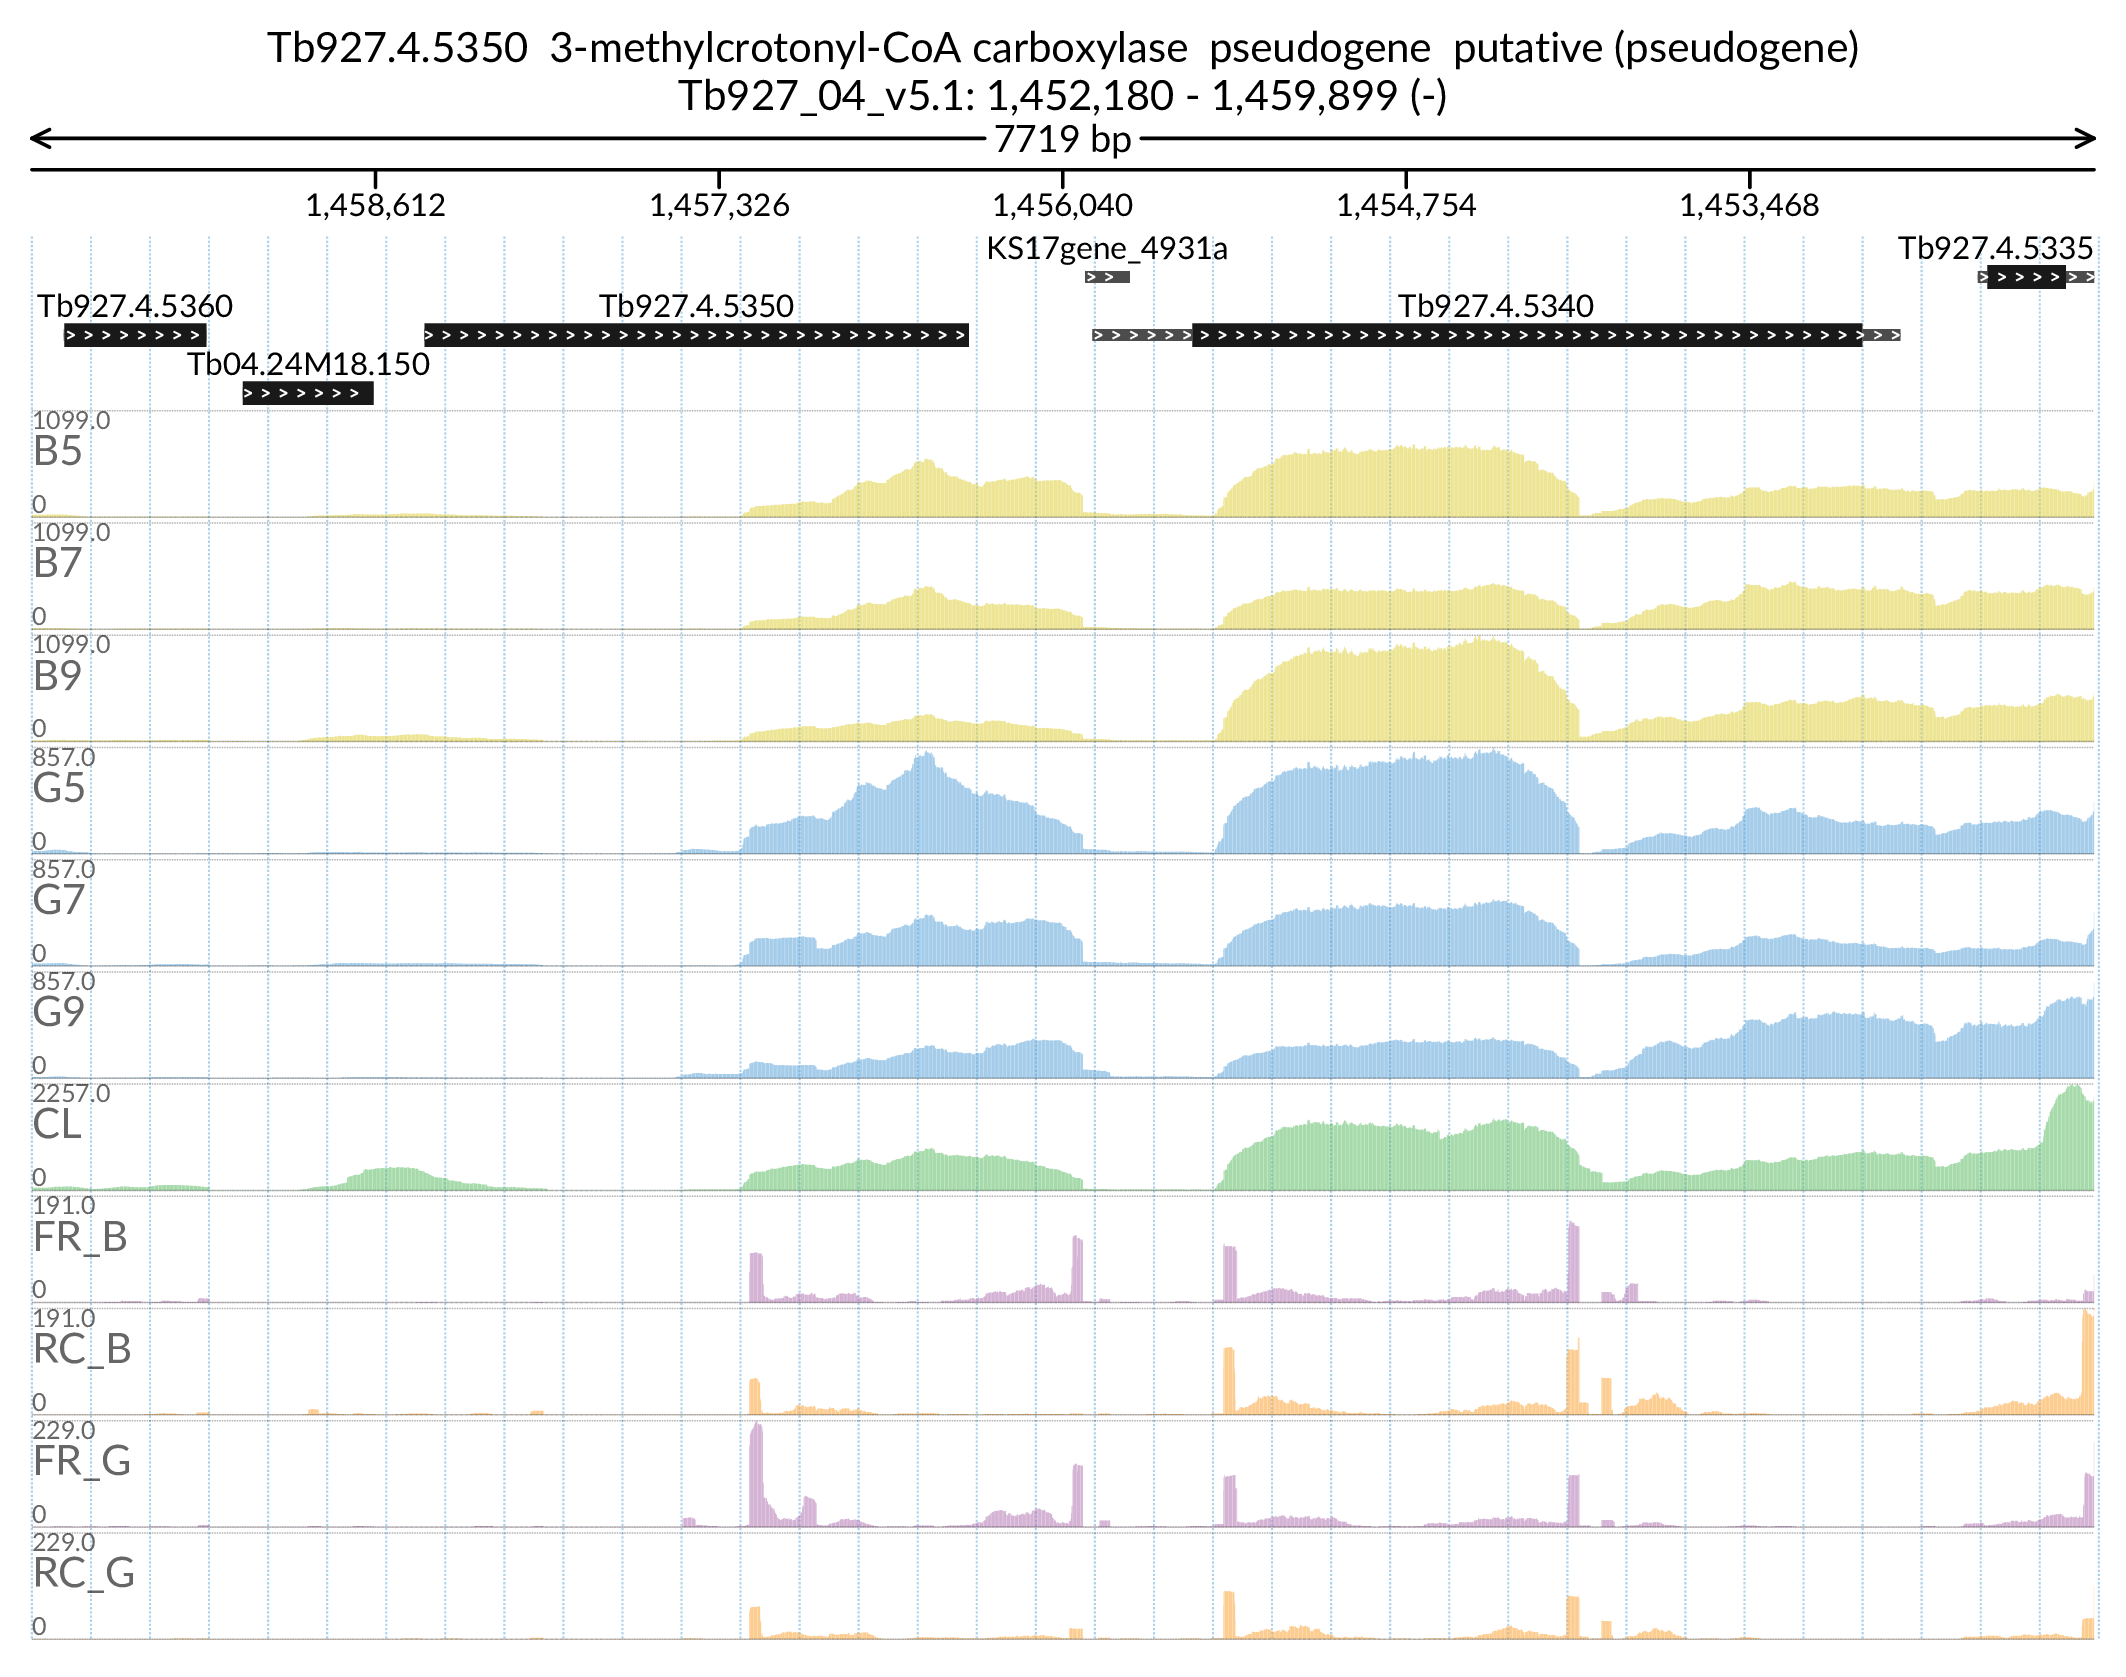 Tb927.4.5350  3-methylcrotonyl-CoA carboxylase  pseudogene  putative (pseudogene)
Tb927_04_v5.1: 1,452,180 - 1,459,899 (-)
7719 bp
1,458,612 1,457,326 1,456,040 1,454,754 1,453,468
KS17gene_4931a Tb927.4.5335
Tb927.4.5360 Tb927.4.5350 Tb927.4.5340
Tb04.24M18.150
1099.0
B5
0
1099.0
B7
0
1099.0
B9
0
857.0
G5
0
857.0
G7
0
857.0
G9
0
2257.0
CL
0
191.0
FR_B
0
191.0
RC_B
0
229.0
FR_G
0
229.0
RC_G
0